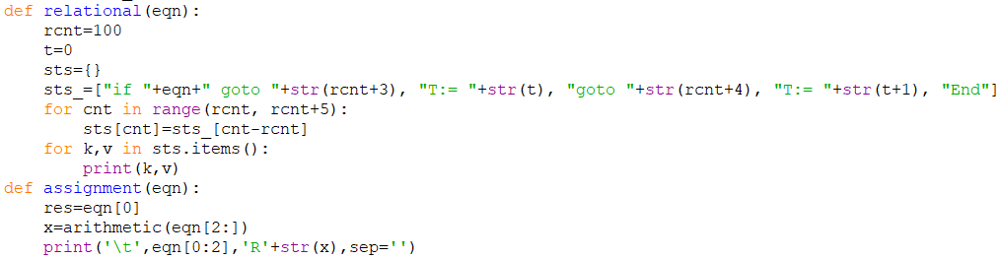 def relational(eqn):
    rcnt=100
    t=0
    sts={}
    sts_=["if "+eqn+" goto "+str(rcnt+3), "T:= "+str(t), "goto "+str(rcnt+4), "T:= "+str(t+1), "End"]
    for cnt in range(rcnt, rcnt+5):
        sts[cnt]=sts_[cnt-rcnt]
    for k,v in sts.items():
        print(k,v)
def assignment(eqn):
    res=eqn[0]
    x=arithmetic(eqn[2:])
    print('\t',eqn[0:2],'R'+str(x),sep='')